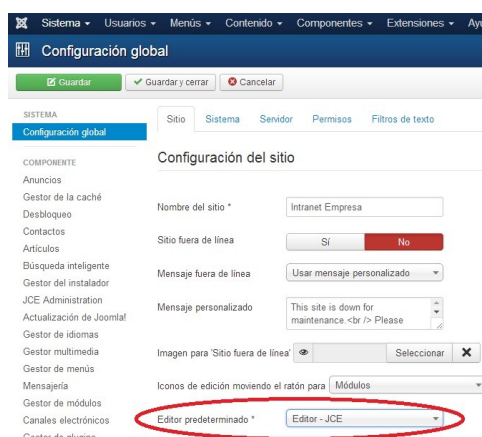 Sistema Usuarios Menús Contenido Componentes Extensiones
Configuración global
Guardar Guardar y cerrar Cancelar
SISTEMA
Configuración global
COMPONENTE
Anuncios
Gestor de la caché
Desbloqueo
Contactos
Artículos
Búsqueda inteligente
Gestor del instalador
JCE Administration
Actualización de Joomla!
Gestor de idiomas
Gestor multimedia
Gestor de menús
Mensajería
Gestor de módulos
Canales electrónicos
Sitio Sistema Servidor Permisos Filtros de texto
Configuración del sitio
Nombre del sitio * Intranet Empresa
Sitio fuera de línea Sí No
Mensaje fuera de línea Usar mensaje personalizado
Mensaje personalizado This site is down for
maintenance.<br /> Please
Imagen para 'Sitio fuera de línea' Seleccionar
Iconos de edición moviendo el ratón para Módulos
Editor predeterminado * Editor - JCE